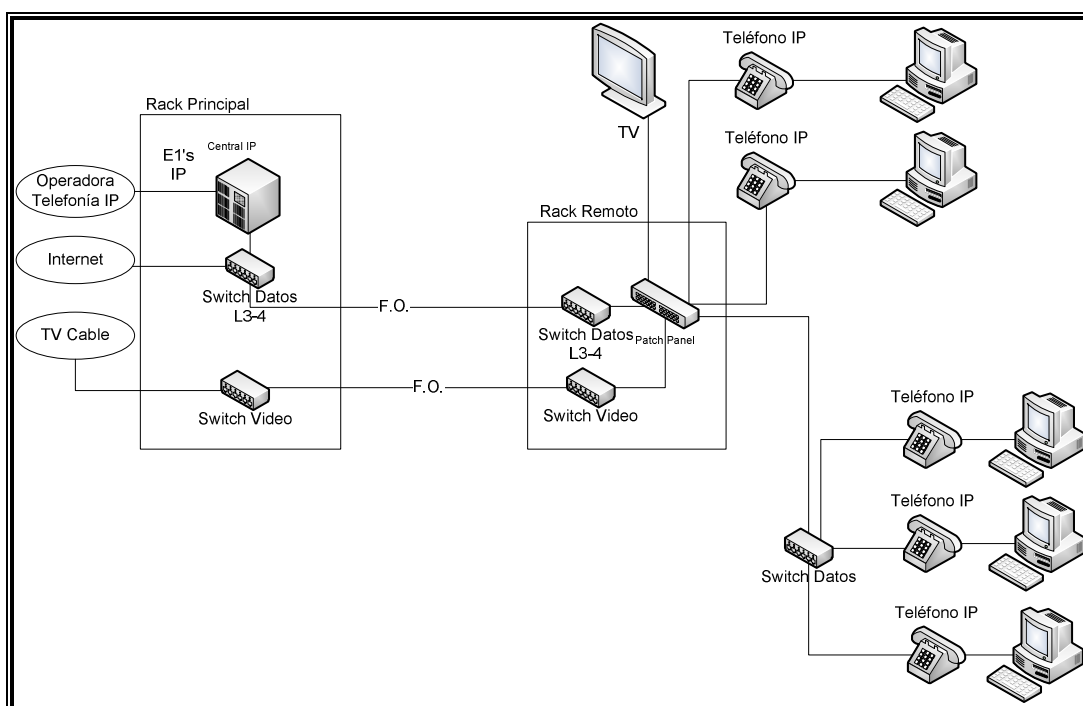 Teléfono IP
TV
Teléfono IP
Rack Principal
E1's
IP
Central IP
Operadora
Telefonía IP
Rack Remoto
Internet
Switch Datos
L3-4
F.O.
Switch Datos
L3-4
Patch Panel
TV Cable
Switch Video
F.O.
Switch Video
Teléfono IP
Teléfono IP
Switch Datos
Teléfono IP